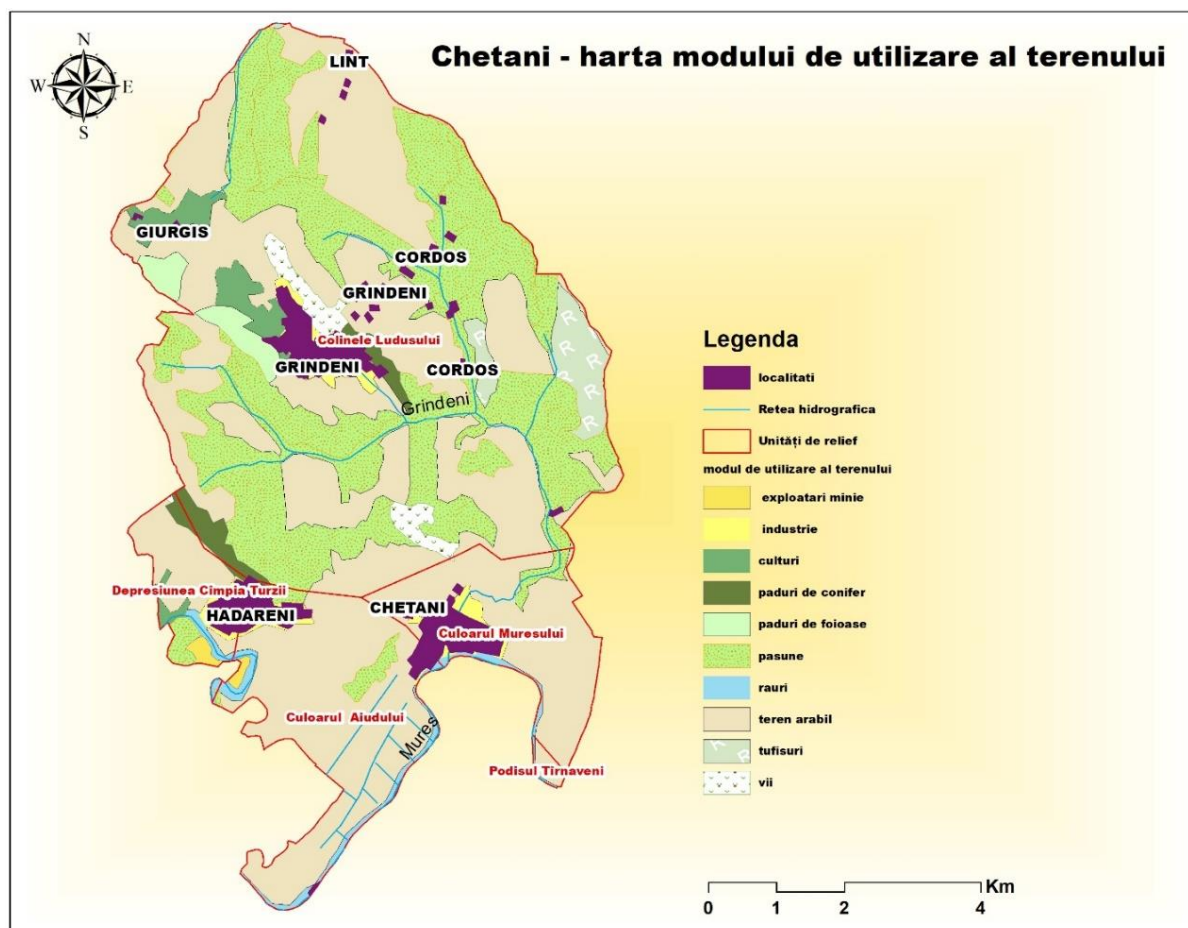 Chetani - harta modului de utilizare al terenului
N
W E
S
LINT
GIURGIS
CORDOS
GRINDENI
Colinele Ludusului
GRINDENI
CORDOS
Grindeni
R
R
R
R
R
R
R
Depresiunea Cimpia Turzii
HADARENI
CHETANI
Culoarul Muresului
Culoarul Aiudului
Mures
Podisul Tirnaveni
Legenda
localitati
Retea hidrografica
Unități de relief
modul de utilizare al terenului
exploatari minie
industrie
culturi
paduri de conifer
paduri de foioase
pasune
rauri
teren arabil
R R
tufisuri
vii
Km
0 1 2 4